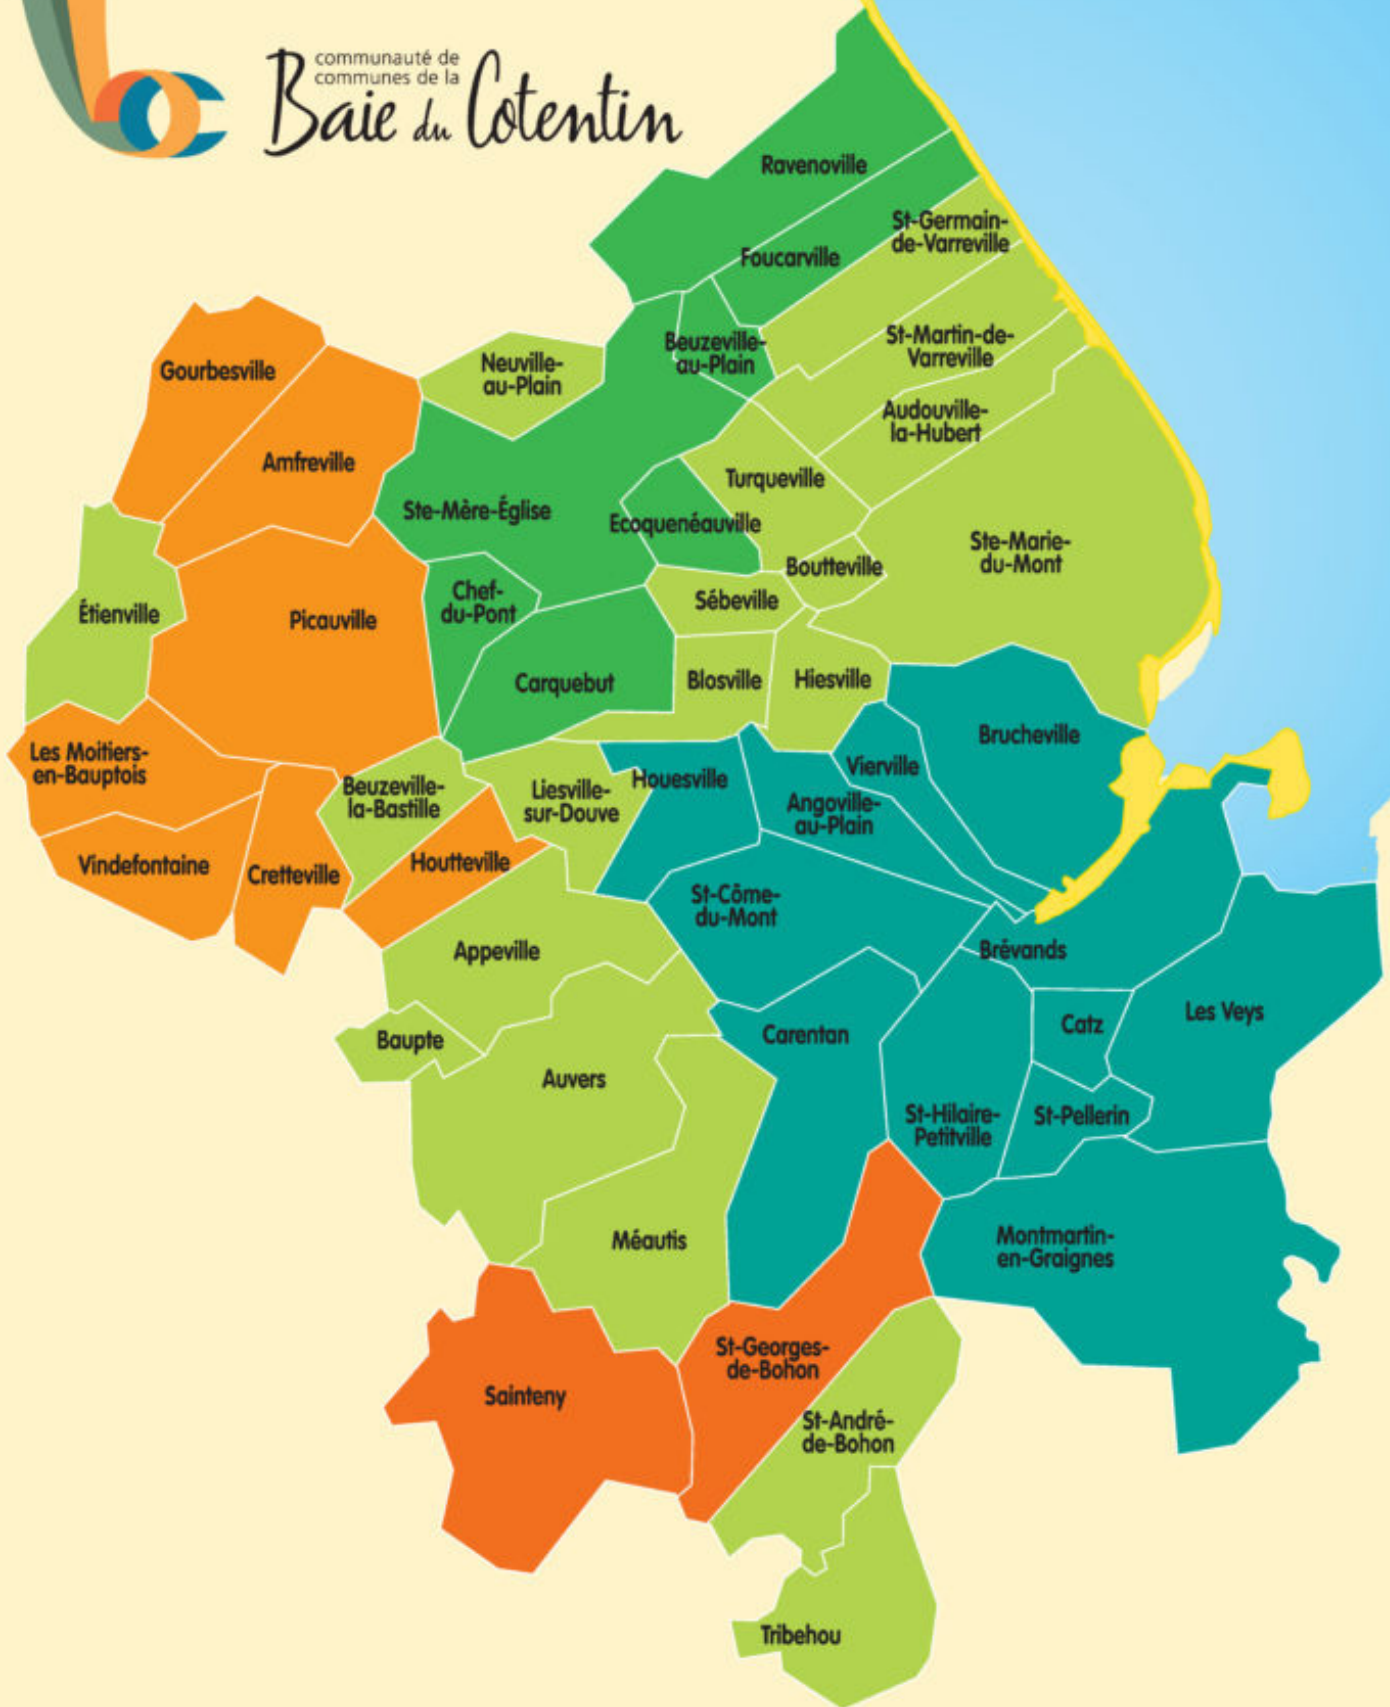 communauté de
communes de la
Baie du Cotentin
Ravenoville
St-Germain-
de-Varreville
Foucarville
Beuzeville-
au-Plain
St-Martin-de-
Varreville
Neuville-
au-Plain
Gourbesville
Audouville-
la-Hubert
Amfreville
Turqueville
Ste-Mère-Église
Ecoquenéauville
Ste-Marie-
du-Mont
Boutteville
Chef-
du-Pont
Sébeville
Étienville
Picauville
Carquebut
Blosville
Hiesville
Brucheville
Les Moitiers-
en-Bauptois
Vierville
Houesville
Beuzeville-
la-Bastille
Liesville-
sur-Douve
Angoville-
au-Plain
Vindefontaine
Cretteville
Houtteville
St-Côme-
du-Mont
Appeville
Brévands
Les Veys
Catz
Carentan
Baupte
Auvers
St-Hilaire-
Petitville
St-Pellerin
Méautis
Montmartin-
en-Graignes
St-Georges-
de-Bohon
Sainteny
St-André-
de-Bohon
Tribehou